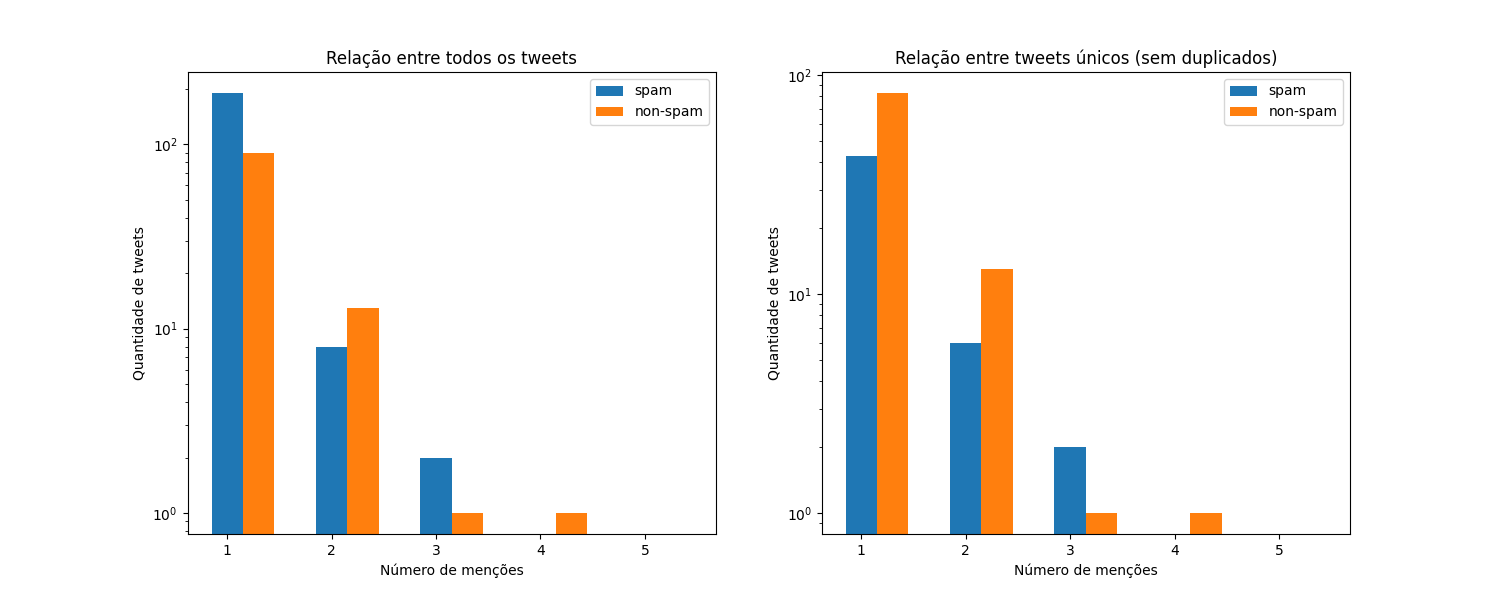 Relação entre todos os tweets
spam
non-spam
10²
10¹
10⁰
Quantidade de tweets
1 2 3 4 5
Número de menções
Relação entre tweets únicos (sem duplicados)
spam
non-spam
10²
10¹
10⁰
Quantidade de tweets
1 2 3 4 5
Número de menções